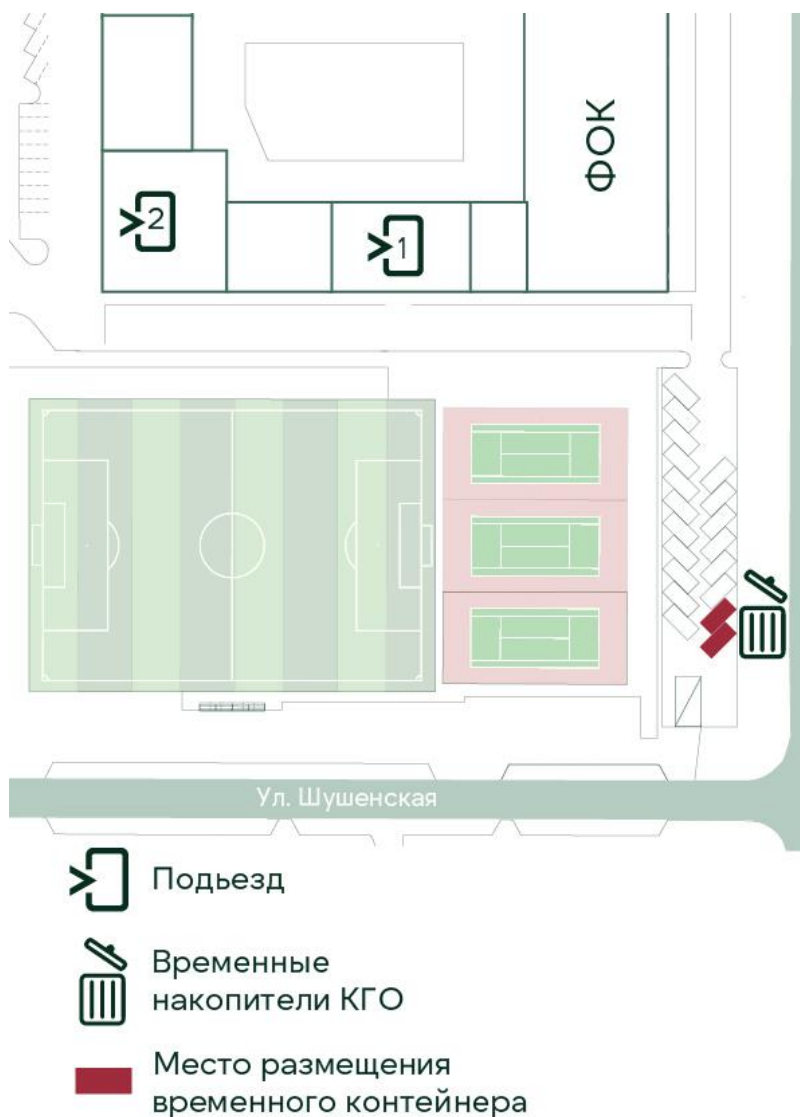 ФОК
2
1
Ул. Шушенская
Подьезд
Временные
накопители КГО
Место размещения
временного контейнера